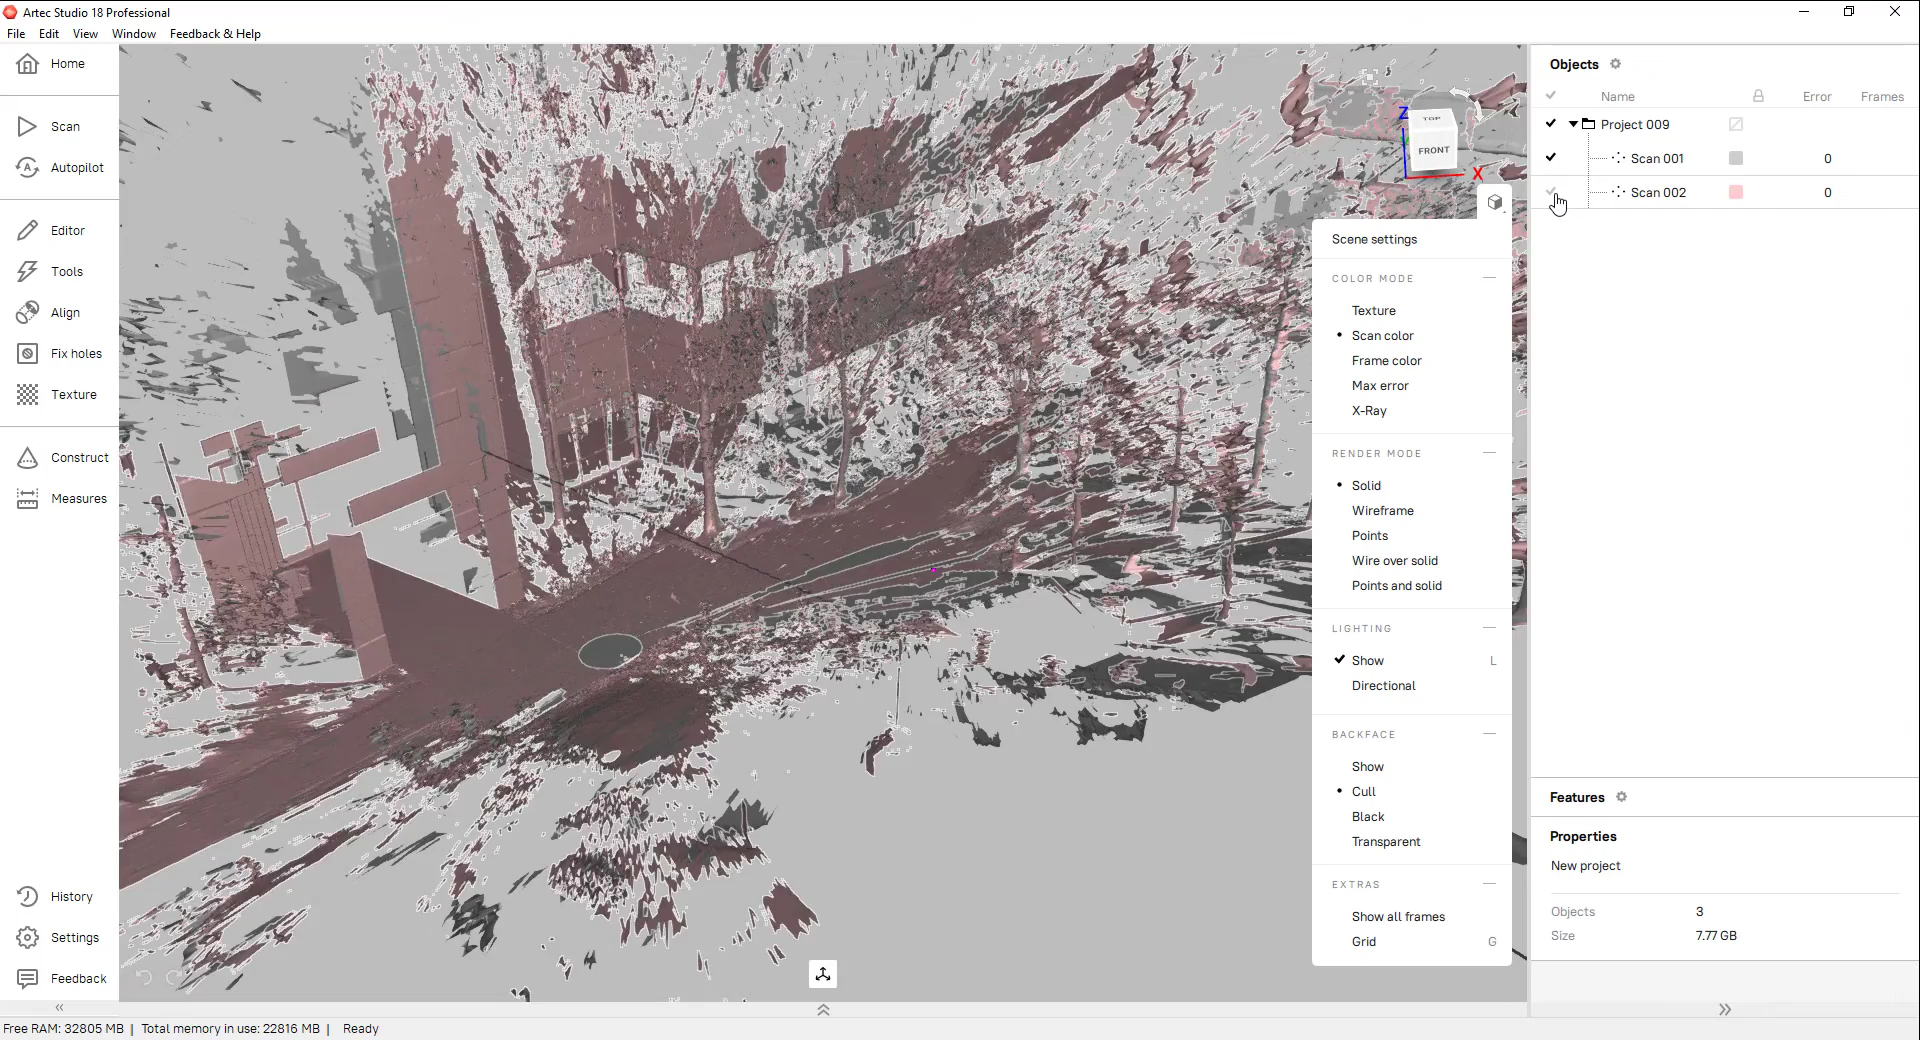 Artec Studio 18 Professional
File Edit View Window Feedback & Help
Home
Scan
Autopilot
Editor
Tools
Align
Fix holes
Texture
Construct
Measures
History
Settings
Feedback
Z
TOP
FRONT
X
Scene settings
COLOR MODE
Texture
Scan color
Frame color
Max error
X-Ray
RENDER MODE
Solid
Wireframe
Points
Wire over solid
Points and solid
LIGHTING
Show L
Directional
BACKFACE
Show
Cull
Black
Transparent
EXTRAS
Show all frames
Grid G
Objects
Name Error Frames
Project 009
Scan 001 0
Scan 002 0
Features
Properties
New project
Objects 3
Size 7.77 GB
Free RAM: 32805 MB | Total memory in use: 22816 MB | Ready